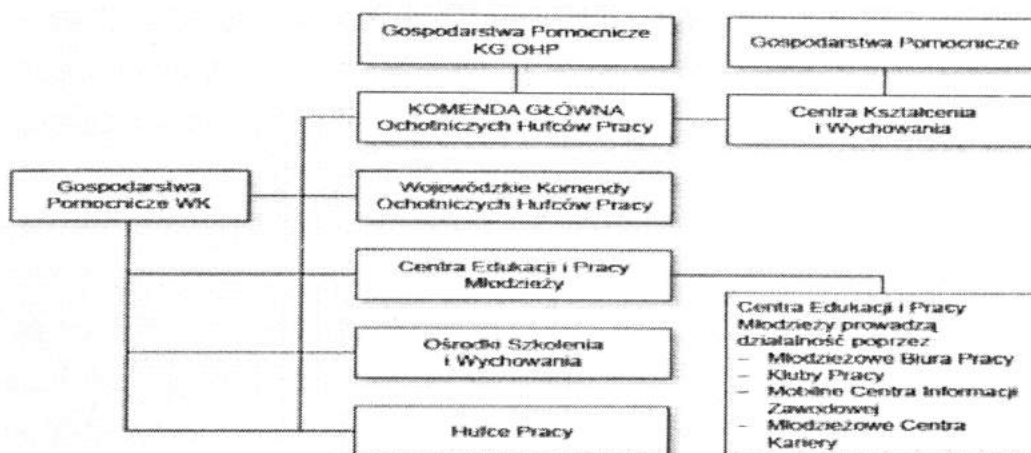 Gospodarstwa Pomocnicze
KG OHP
Gospodarstwa Pomocnicze
KOMENDA GŁÓWNA
Ochotniczych Hufców Pracy
Centra Kształcenia
i Wychowania
Gospodarstwa
Pomocnicze WK
Wojewódzkie Komendy
Ochotniczych Hufców Pracy
Centra Edukacji i Pracy
Młodzieży
Ośrodki Szkolenia
i Wychowania
Hufce Pracy
Centra Edukacji i Pracy
Młodzieży prowadzą
działalność poprzez
– Młodzieżowe Biura Pracy
– Kluby Pracy
– Mobilne Centra Informacji
Zawodowej
– Młodzieżowe Centra
Kariery